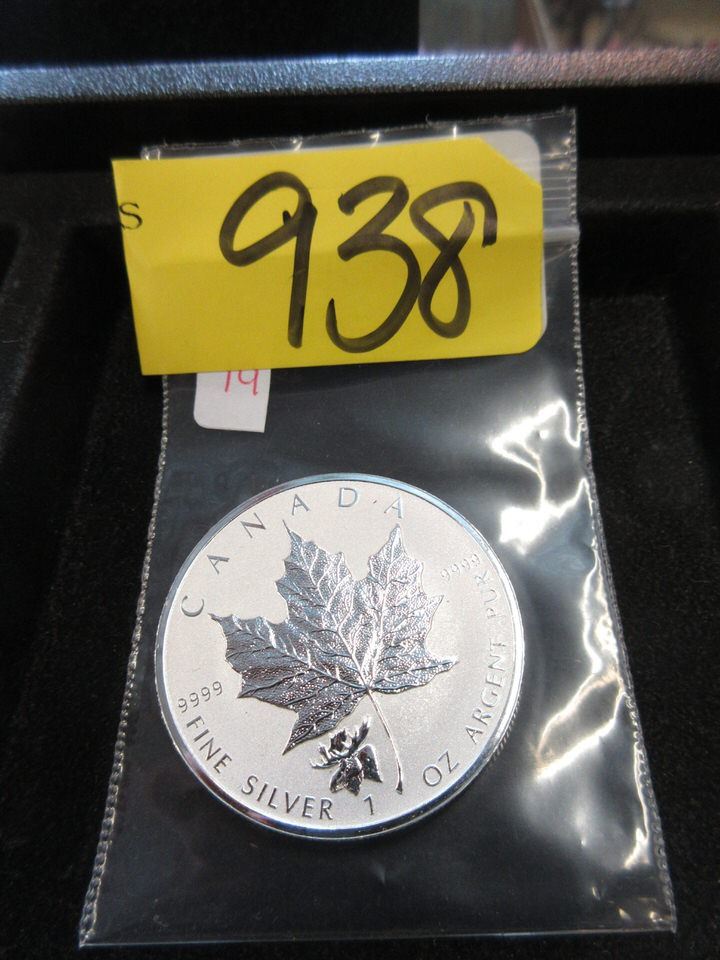 S
938
19
CANADA
9999
9999
FINE SILVER 1 OZ ARGENT PUR